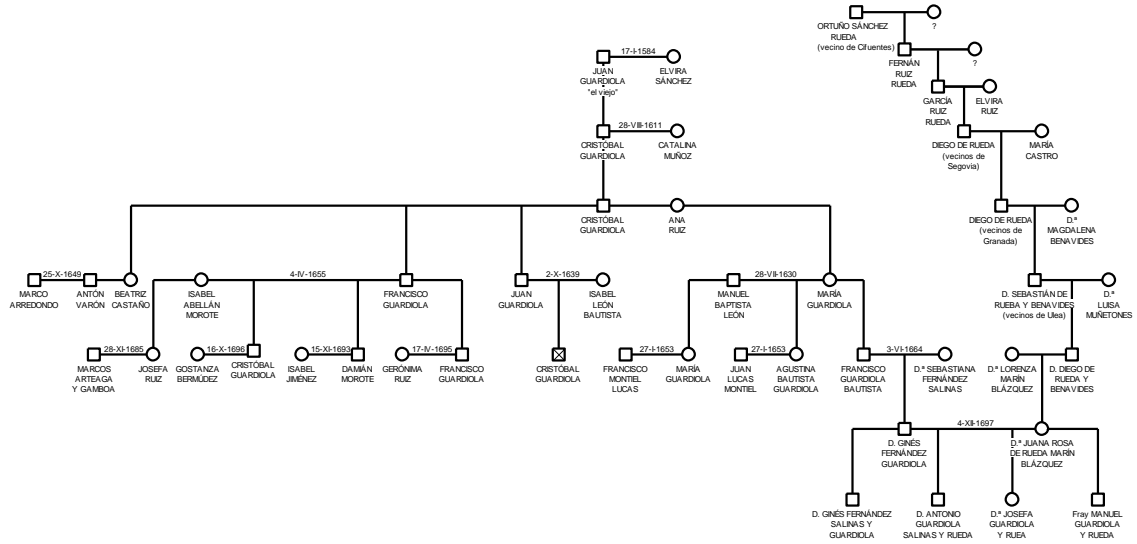 ORTUÑO SÁNCHEZ
RUEDA
(vecino de Cifuentes)
?
17-I-1584
JUAN
GUARDIOLA
"el viejo"
ELVIRA
SÁNCHEZ
FERNÁN
RUIZ
RUEDA
?
GARCÍA
RUIZ
RUEDA
ELVIRA
RUIZ
28-VIII-1611
CRISTÓBAL
GUARDIOLA
CATALINA
MUÑOZ
DIEGO DE RUEDA
(vecinos de
Segovia)
MARÍA
CASTRO
CRISTÓBAL
GUARDIOLA
ANA
RUIZ
DIEGO DE RUEDA
(vecinos de
Granada)
D.ª
MAGDALENA
BENAVIDES
25-X-1649
MARCO
ARREDONDO
ANTÓN
VARÓN
BEATRIZ
CASTAÑO
4-IV-1655
ISABEL
ABELLÁN
MOROTE
FRANCISCO
GUARDIOLA
2-X-1639
JUAN
GUARDIOLA
ISABEL
LEÓN
BAUTISTA
28-VII-1630
MANUEL
BAPTISTA
LEÓN
MARÍA
GUARDIOLA
D. SEBASTIÁN DE
RUEBA Y BENAVIDES
(vecinos de Ulea)
D.ª
LUISA
MUÑETONES
28-XI-1685
MARCOS
ARTEAGA
Y GAMBOA
JOSEFA
RUIZ
16-X-1696
GOSTANZA
BERMÚDEZ
CRISTÓBAL
GUARDIOLA
15-XI-1693
ISABEL
JIMÉNEZ
DAMIÁN
MOROTE
17-IV-1695
GERÓNIMA
RUIZ
FRANCISCO
GUARDIOLA
CRISTÓBAL
GUARDIOLA
27-I-1653
FRANCISCO
MONTIEL
LUCAS
MARÍA
GUARDIOLA
27-I-1653
JUAN
LUCAS
MONTIEL
AGUSTINA
BAUTISTA
GUARDIOLA
3-VI-1664
FRANCISCO
GUARDIOLA
BAUTISTA
D.ª SEBASTIANA
FERNÁNDEZ
SALINAS
D.ª LORENZA
MARÍN
BLÁZQUEZ
D. DIEGO DE
RUEDA Y
BENAVIDES
4-XII-1697
D. GINÉS
FERNÁNDEZ
GUARDIOLA
D.ª JUANA ROSA
DE RUEDA MARÍN
BLÁZQUEZ
D. GINÉS FERNÁNDEZ
SALINAS Y
GUARDIOLA
D. ANTONIO
GUARDIOLA
SALINAS Y RUEDA
D.ª JOSEFA
GUARDIOLA
Y RUEA
Fray MANUEL
GUARDIOLA
Y RUEDA